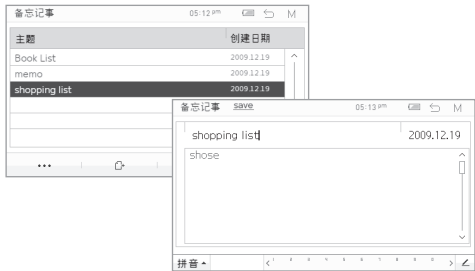 备忘记事 05:12 pm M
主题 创建日期
Book List 2009.12.19
memo 2009.12.19
shopping list 2009.12.19
备忘记事 save 05:13 pm M
shopping list 2009.12.19
shose
拼音